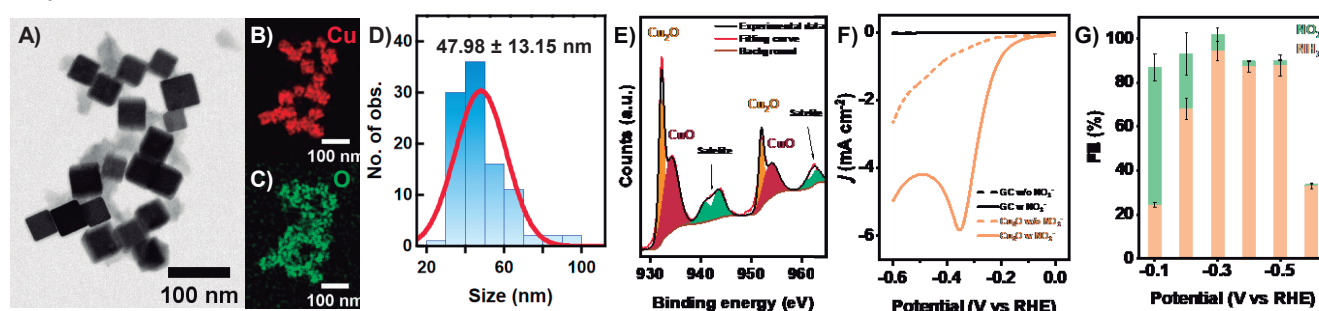 A)
100 nm
B)
Cu
100 nm
C)
O
100 nm
D)
47.98 ± 13.15 nm
No. of obs.
40
30
20
10
0
20
60
100
Size (nm)
E)
Experimental data
Fitting curve
Background
Cu₂O
CuO
Satellite
Cu₂O
CuO
Satellite
Counts (a.u.)
930
940
950
960
Binding energy (eV)
F)
0
-2
-4
-6
j (mA cm⁻²)
GC w/o NO₃⁻
GC w NO₃⁻
Cu₂O w/o NO₃⁻
Cu₂O w NO₃⁻
-0.6
-0.4
-0.2
0.0
Potential (V vs RHE)
G)
100
80
60
40
20
0
FE (%)
-0.1
-0.3
-0.5
Potential (V vs RHE)